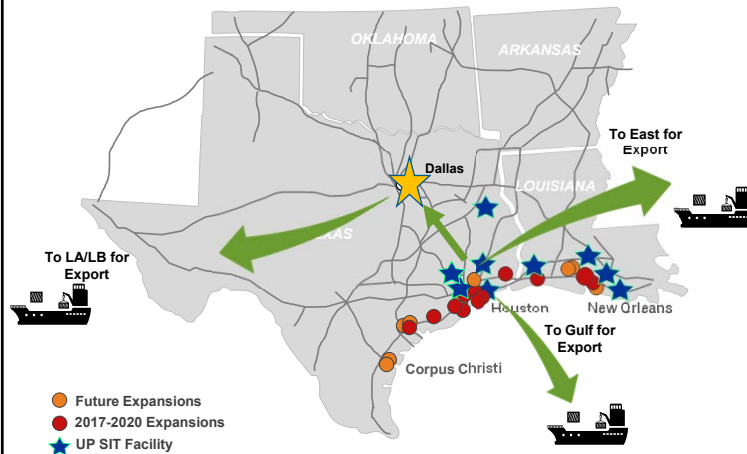 OKLAHOMA
ARKANSAS
To East for
Export
Dallas
LOUISIANA
EXAS
To LA/LB for
Export
Houston
New Orleans
To Gulf for
Export
Corpus Christi
Future Expansions
2017-2020 Expansions
UP SIT Facility